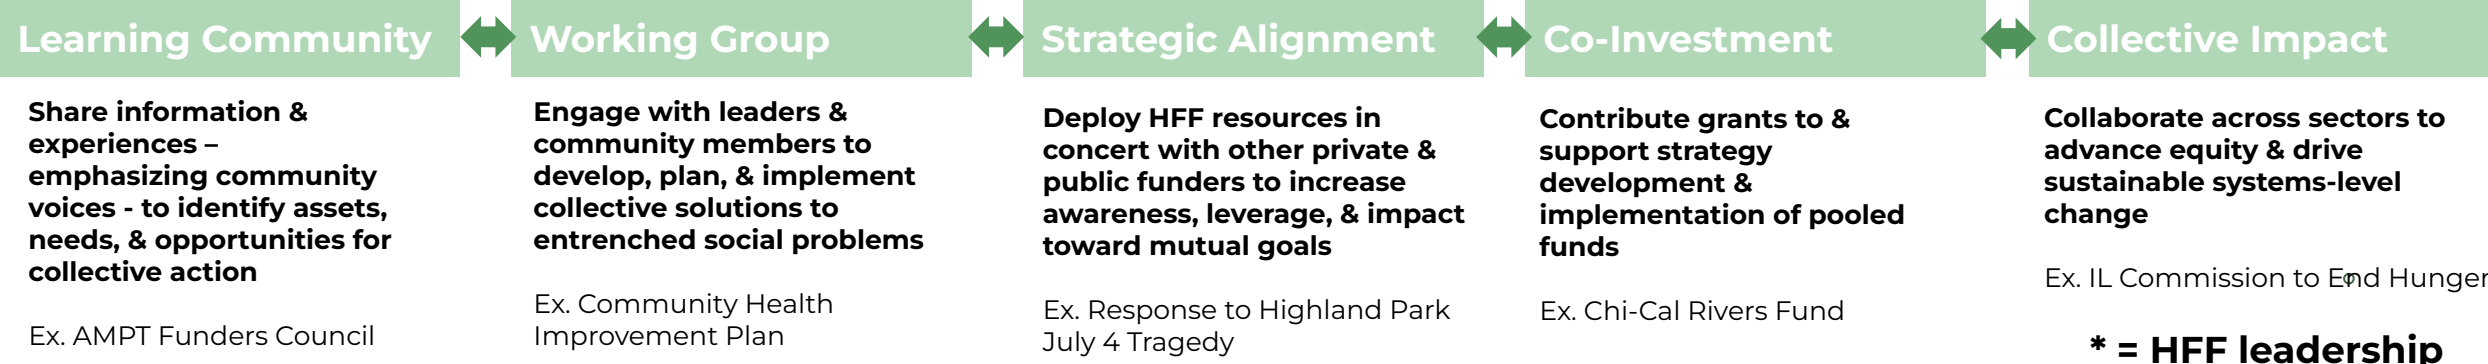 Learning Community
Working Group
Strategic Alignment
Co-Investment
Collective Impact
Share information &
experiences –
emphasizing community
voices - to identify assets,
needs, & opportunities for
collective action
Ex. AMPT Funders Council
Engage with leaders &
community members to
develop, plan, & implement
collective solutions to
entrenched social problems
Ex. Community Health
Improvement Plan
Deploy HFF resources in
concert with other private &
public funders to increase
awareness, leverage, & impact
toward mutual goals
Ex. Response to Highland Park
July 4 Tragedy
Contribute grants to &
support strategy
development &
implementation of pooled
funds
Ex. Chi-Cal Rivers Fund
Collaborate across sectors to
advance equity & drive
sustainable systems-level
change
Ex. IL Commission to End Hunger
* = HFF leadership